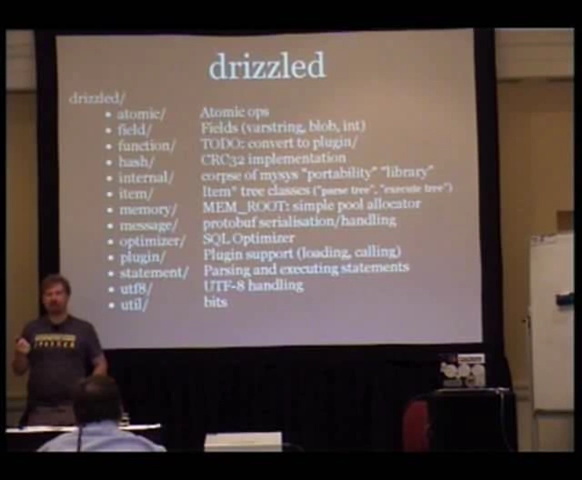 drizzled
drizzled/
• atomic/ Atomic ops
• field/ Fields (varstring, blob, int)
• function/ TODO: convert to plugin/
• hash/ CRC32 implementation
• internal/ corpse of mysys "portability" "library"
• item/ Item* tree classes ("parse tree", "execute tree")
• memory/ MEM_ROOT: simple pool allocator
• message/ protobuf serialisation/handling
• optimizer/ SQL Optimizer
• plugin/ Plugin support (loading, calling)
• statement/ Parsing and executing statements
• utf8/ UTF-8 handling
• util/ bits